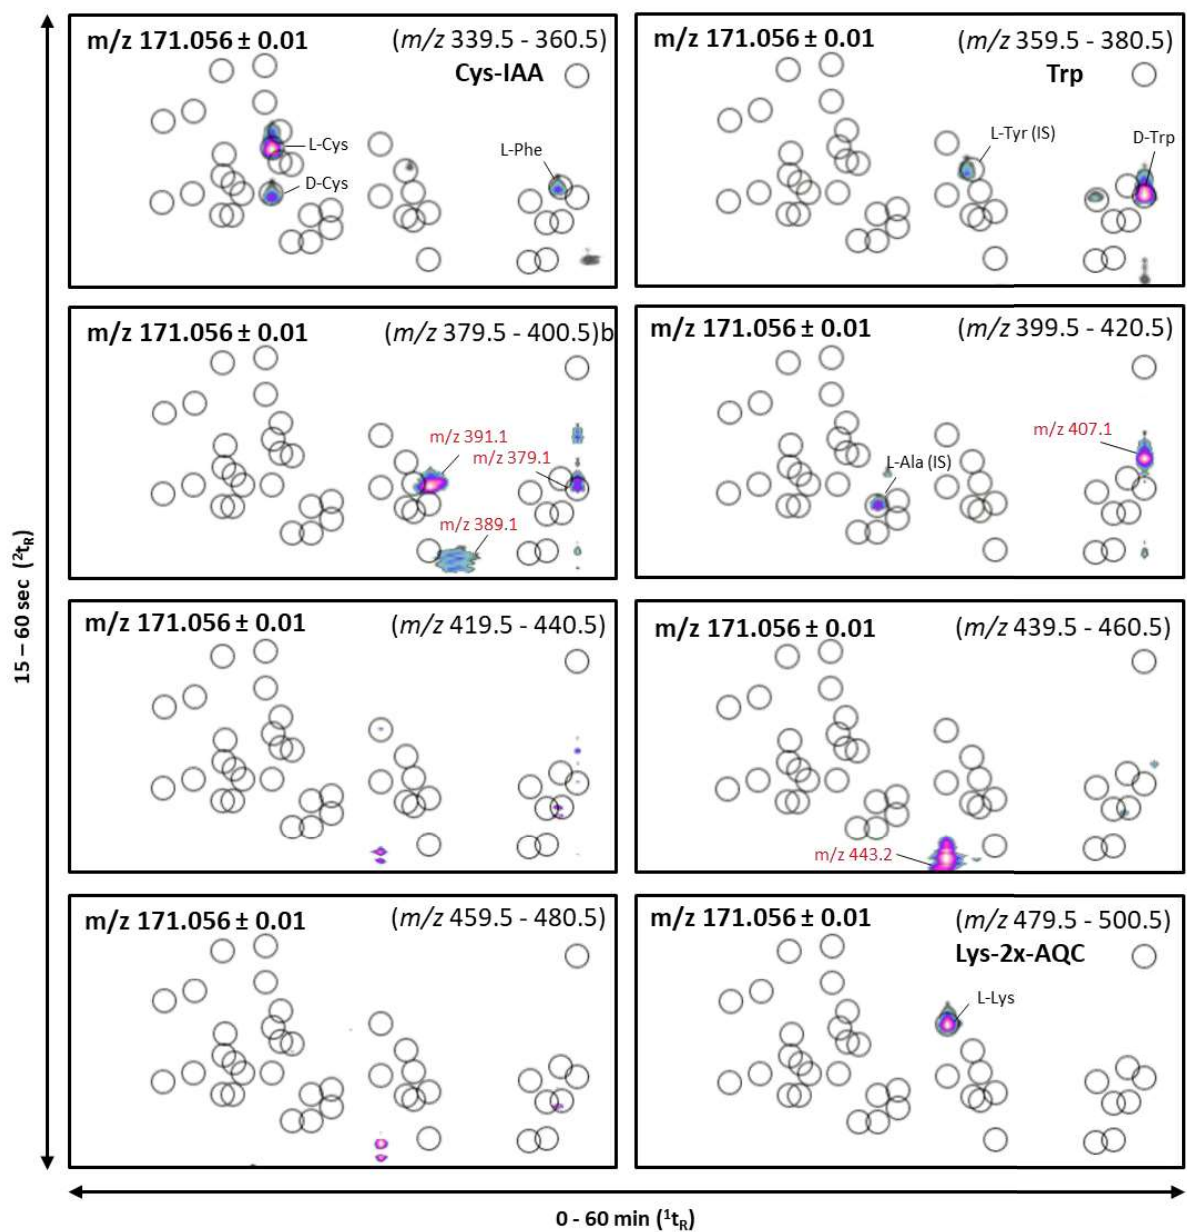 m/z 171.056 ± 0.01 (m/z 339.5 - 360.5)
Cys-IAA
L-Cys
D-Cys
L-Phe
m/z 171.056 ± 0.01 (m/z 359.5 - 380.5)
Trp
L-Tyr (IS)
D-Trp
m/z 171.056 ± 0.01 (m/z 379.5 - 400.5)b
m/z 391.1
m/z 379.1
m/z 389.1
m/z 171.056 ± 0.01 (m/z 399.5 - 420.5)
m/z 407.1
L-Ala (IS)
m/z 171.056 ± 0.01 (m/z 419.5 - 440.5)
m/z 171.056 ± 0.01 (m/z 439.5 - 460.5)
m/z 443.2
m/z 171.056 ± 0.01 (m/z 459.5 - 480.5)
m/z 171.056 ± 0.01 (m/z 479.5 - 500.5)
Lys-2x-AQC
L-Lys
15 – 60 sec (²tR)
0 - 60 min (¹tR)